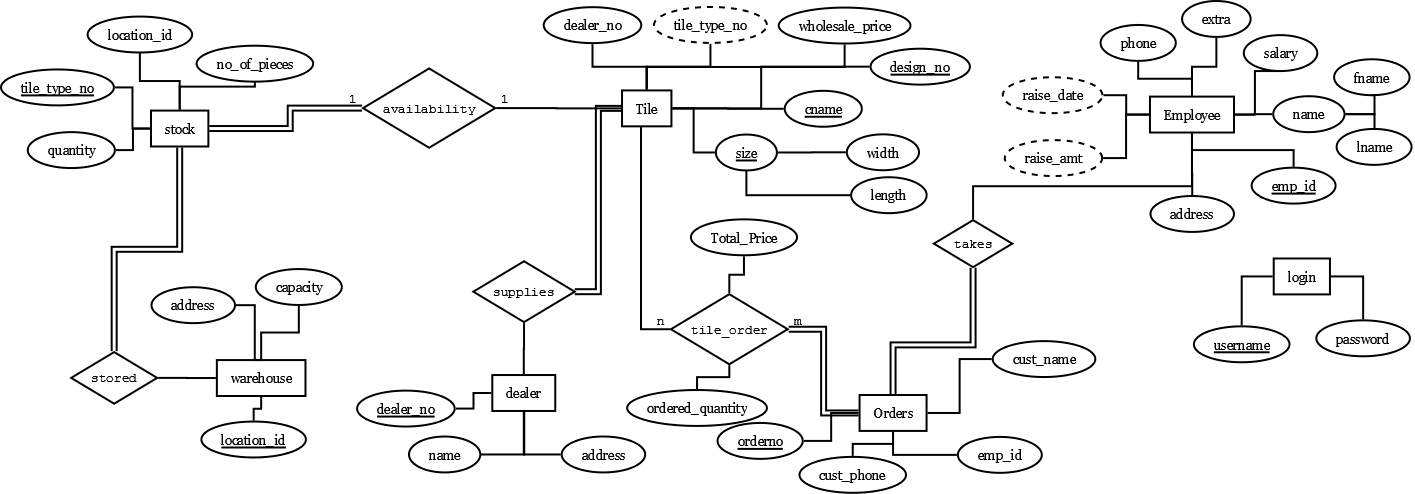 location_id
no_of_pieces
tile_type_no
stock
quantity
1
availability
1
dealer_no
tile_type_no
wholesale_price
design_no
Tile
cname
size
width
length
extra
phone
salary
fname
raise_date
Employee
name
raise_amt
lname
emp_id
address
takes
Total_Price
supplies
n
tile_order
m
login
username
password
capacity
address
stored
warehouse
location_id
dealer
dealer_no
name
address
ordered_quantity
cust_name
Orders
orderno
cust_phone
emp_id